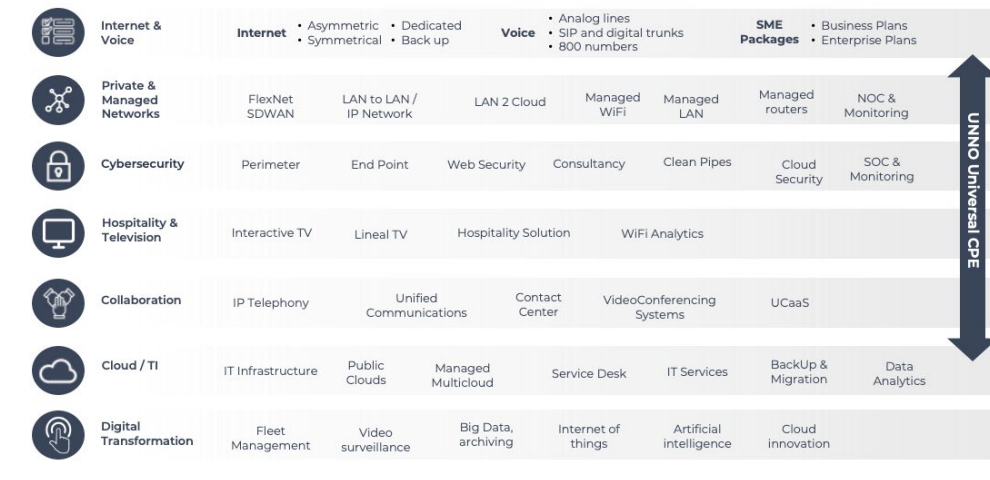 Internet &
Voice
Internet
• Asymmetric
• Symmetrical
• Dedicated
• Back up
Voice
• Analog lines
• SIP and digital trunks
• 800 numbers
SME
Packages
• Business Plans
• Enterprise Plans
Private &
Managed
Networks
FlexNet
SDWAN
LAN to LAN /
IP Network
LAN 2 Cloud
Managed
WiFi
Managed
LAN
Managed
routers
NOC &
Monitoring
Cybersecurity
Perimeter
End Point
Web Security
Consultancy
Clean Pipes
Cloud
Security
SOC &
Monitoring
Hospitality &
Television
Interactive TV
Lineal TV
Hospitality Solution
WiFi Analytics
Collaboration
IP Telephony
Unified
Communications
Contact
Center
VideoConferencing
Systems
UCaaS
Cloud / TI
IT Infrastructure
Public
Clouds
Managed
Multicloud
Service Desk
IT Services
BackUp &
Migration
Data
Analytics
Digital
Transformation
Fleet
Management
Video
surveillance
Big Data,
archiving
Internet of
things
Artificial
intelligence
Cloud
innovation
UNNO Universal CPE